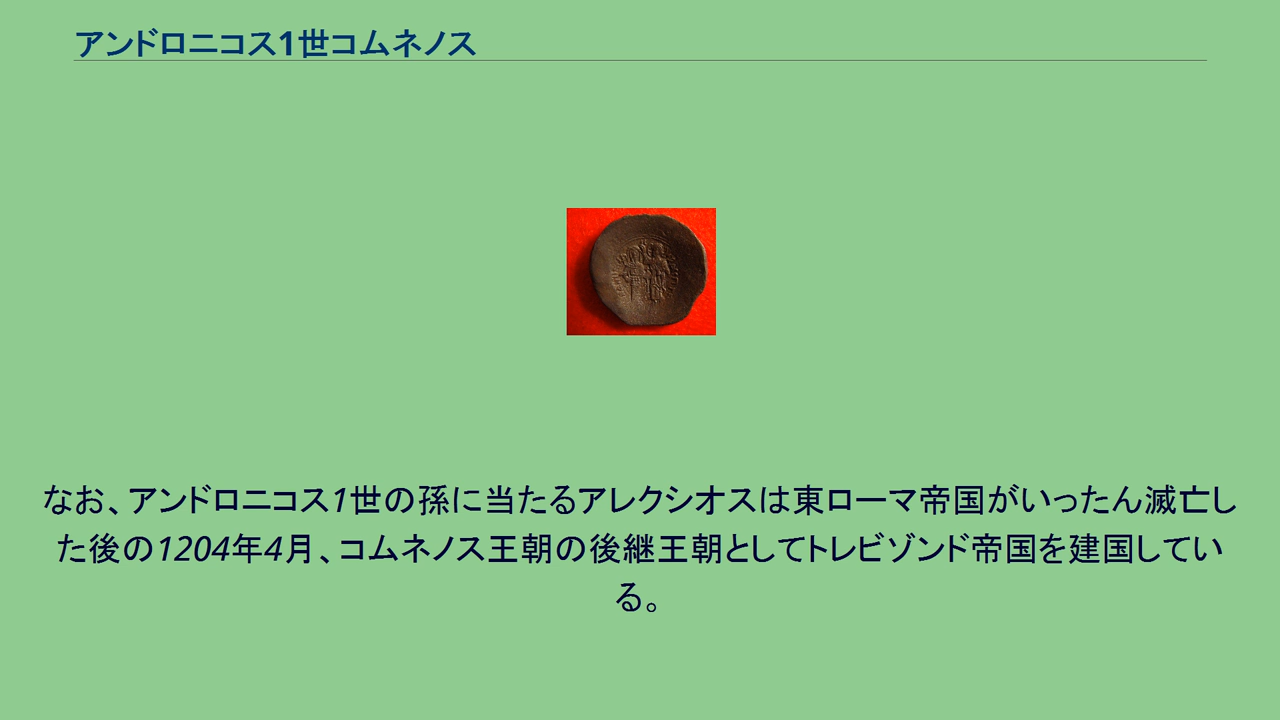 アンドロニコス1世コムネノス
なお、アンドロニコス1世の孫に当たるアレクシオスは東ローマ帝国がいったん滅亡し
た後の1204年4月、コムネノス王朝の後継王朝としてトレビゾンド帝国を建国してい
る。